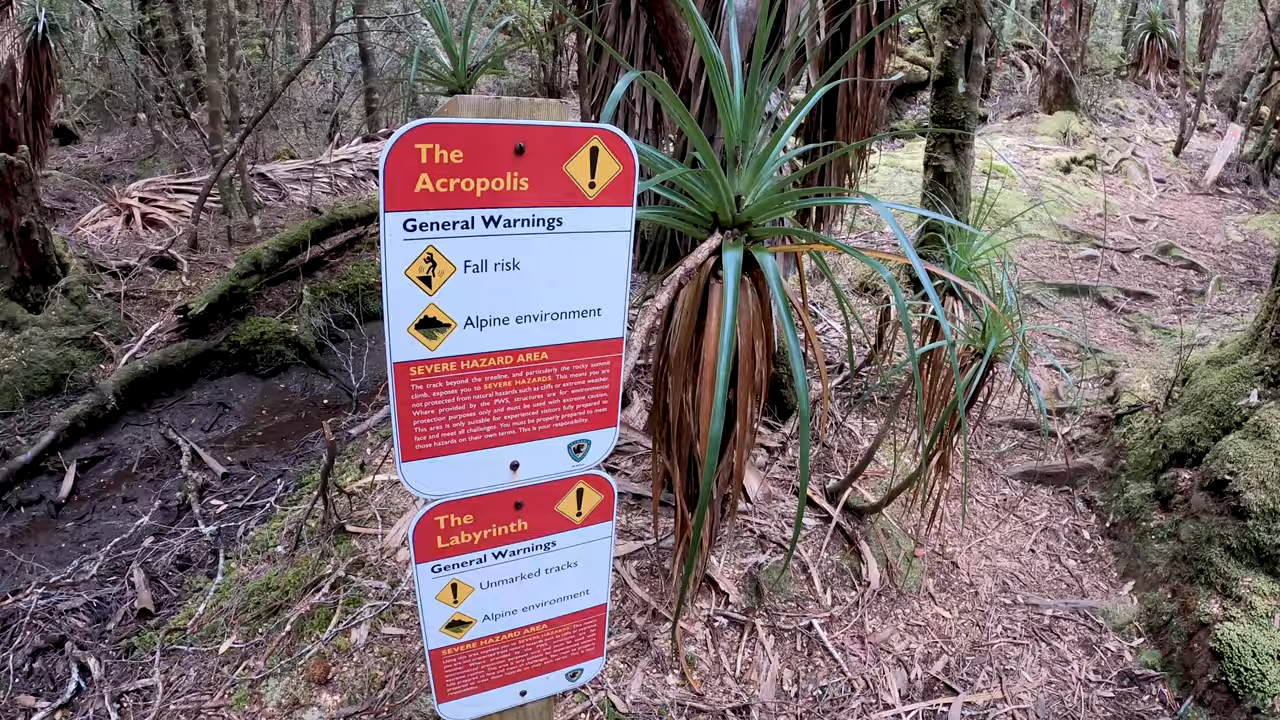 The
Acropolis
General Warnings
Fall risk
Alpine environment
SEVERE HAZARD AREA
The track beyond the treeline, and particularly the rocky summit
climb, exposes you to SEVERE HAZARDS. This means you are
not protected from natural hazards such as cliffs or extreme weather.
Where provided by the PWS, structures are for environmental
protection purposes only and must be used with extreme caution.
This area is only suitable for experienced visitors fully prepared to
face and meet all challenges. You must be properly prepared to meet
those hazards on their own terms. This is your responsibility.
The
Labyrinth
General Warnings
Unmarked tracks
Alpine environment
SEVERE HAZARD AREA